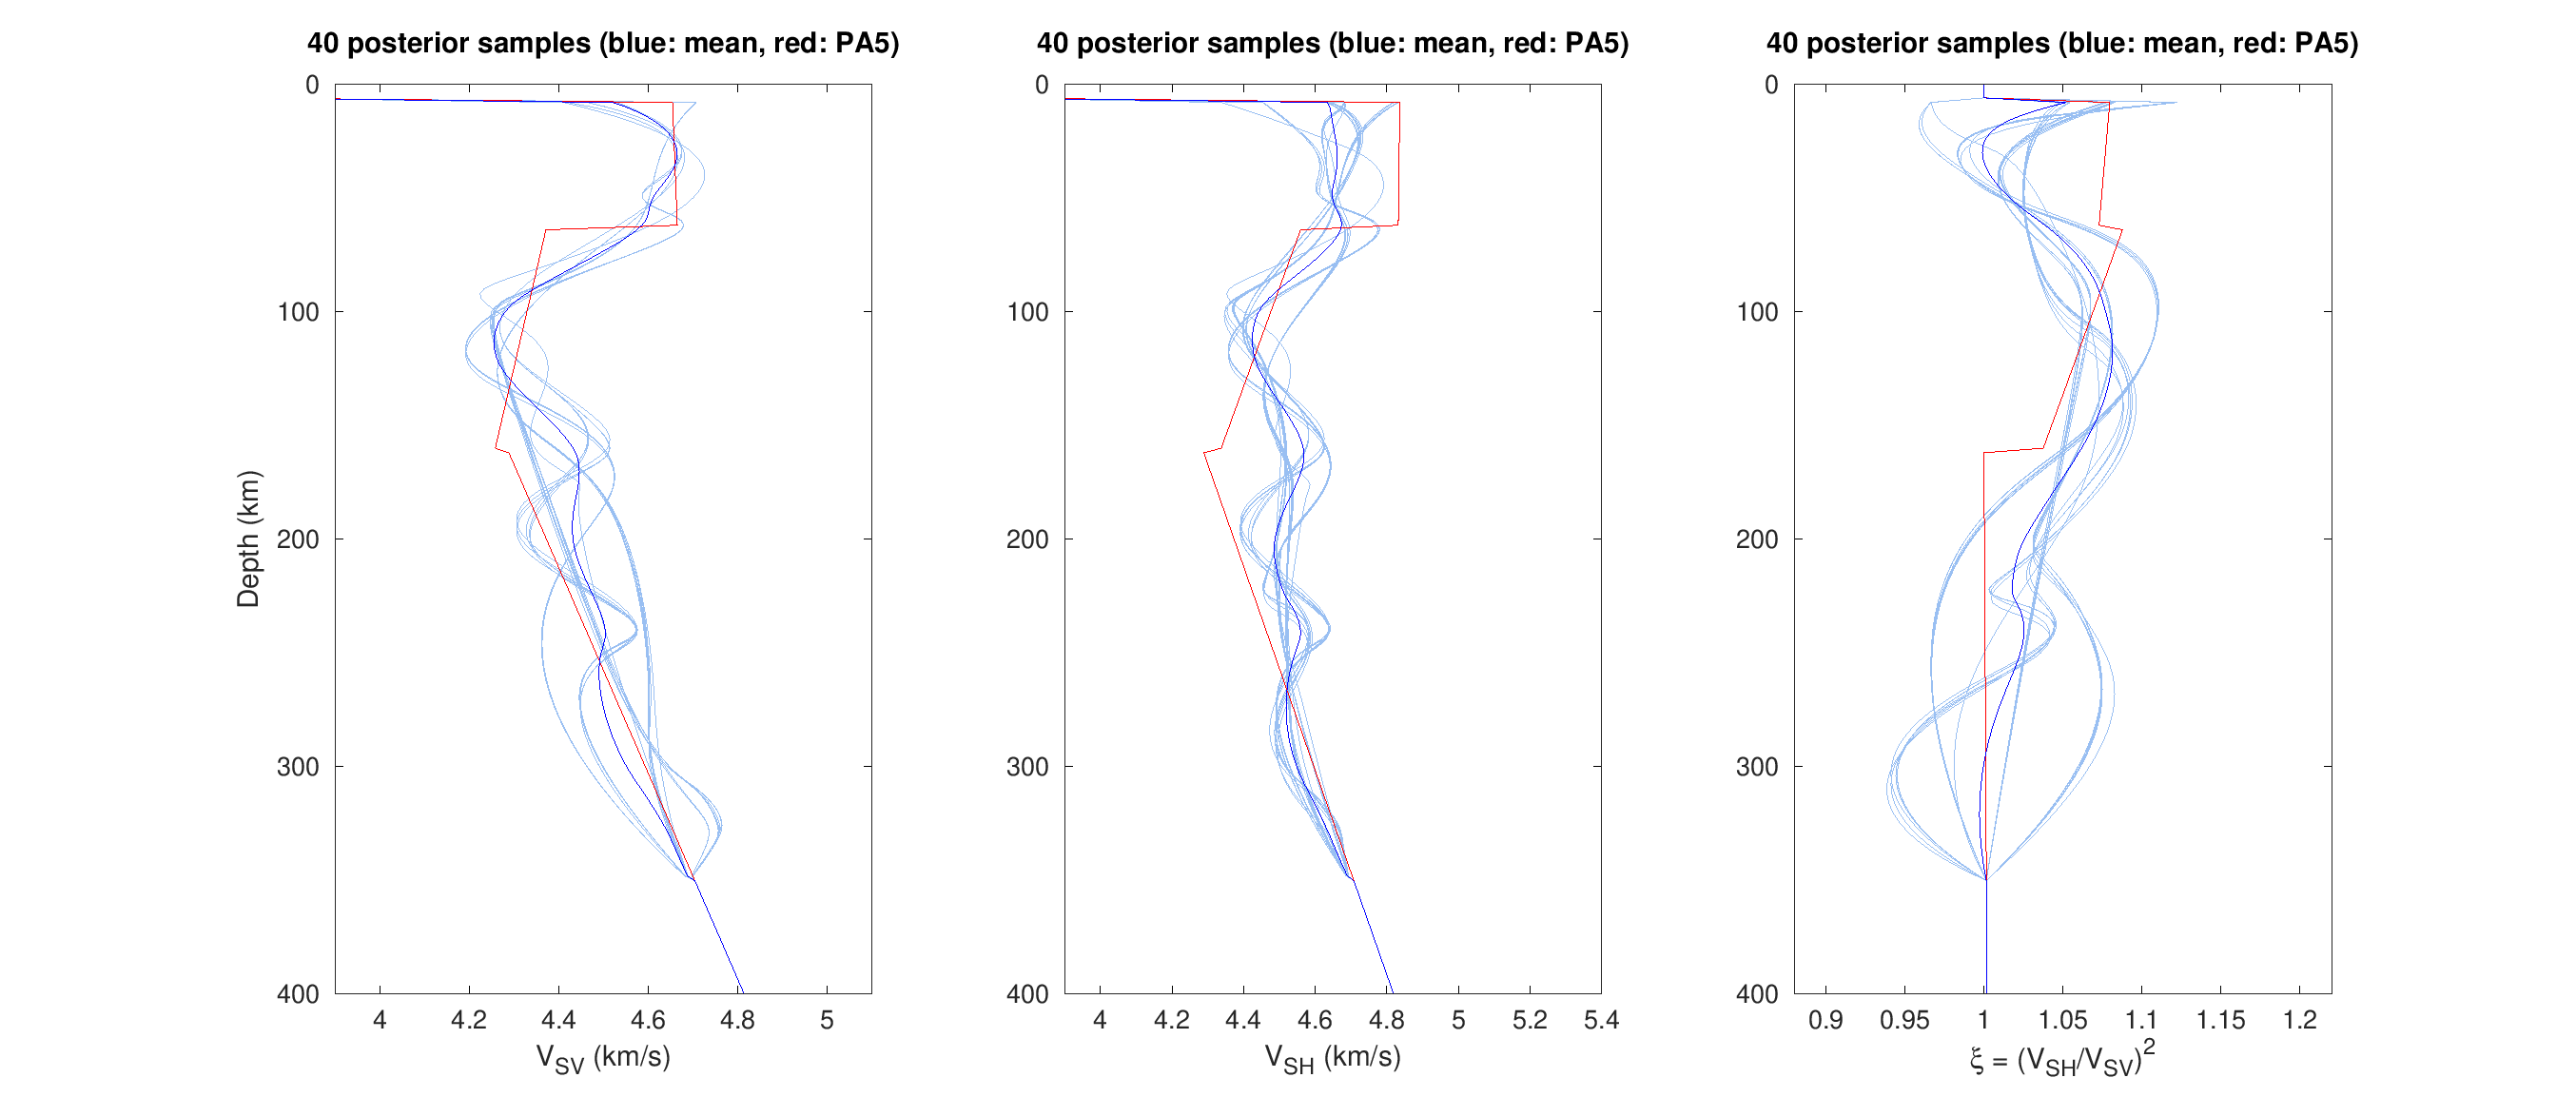 40 posterior samples (blue: mean, red: PA5)
0
100
200
300
400
Depth (km)
4 4.2 4.4 4.6 4.8 5
V_SV (km/s)
40 posterior samples (blue: mean, red: PA5)
0
100
200
300
400
4 4.2 4.4 4.6 4.8 5 5.2 5.4
V_SH (km/s)
40 posterior samples (blue: mean, red: PA5)
0
100
200
300
400
0.9 0.95 1 1.05 1.1 1.15 1.2
ξ = (V_SH/V_SV)^2